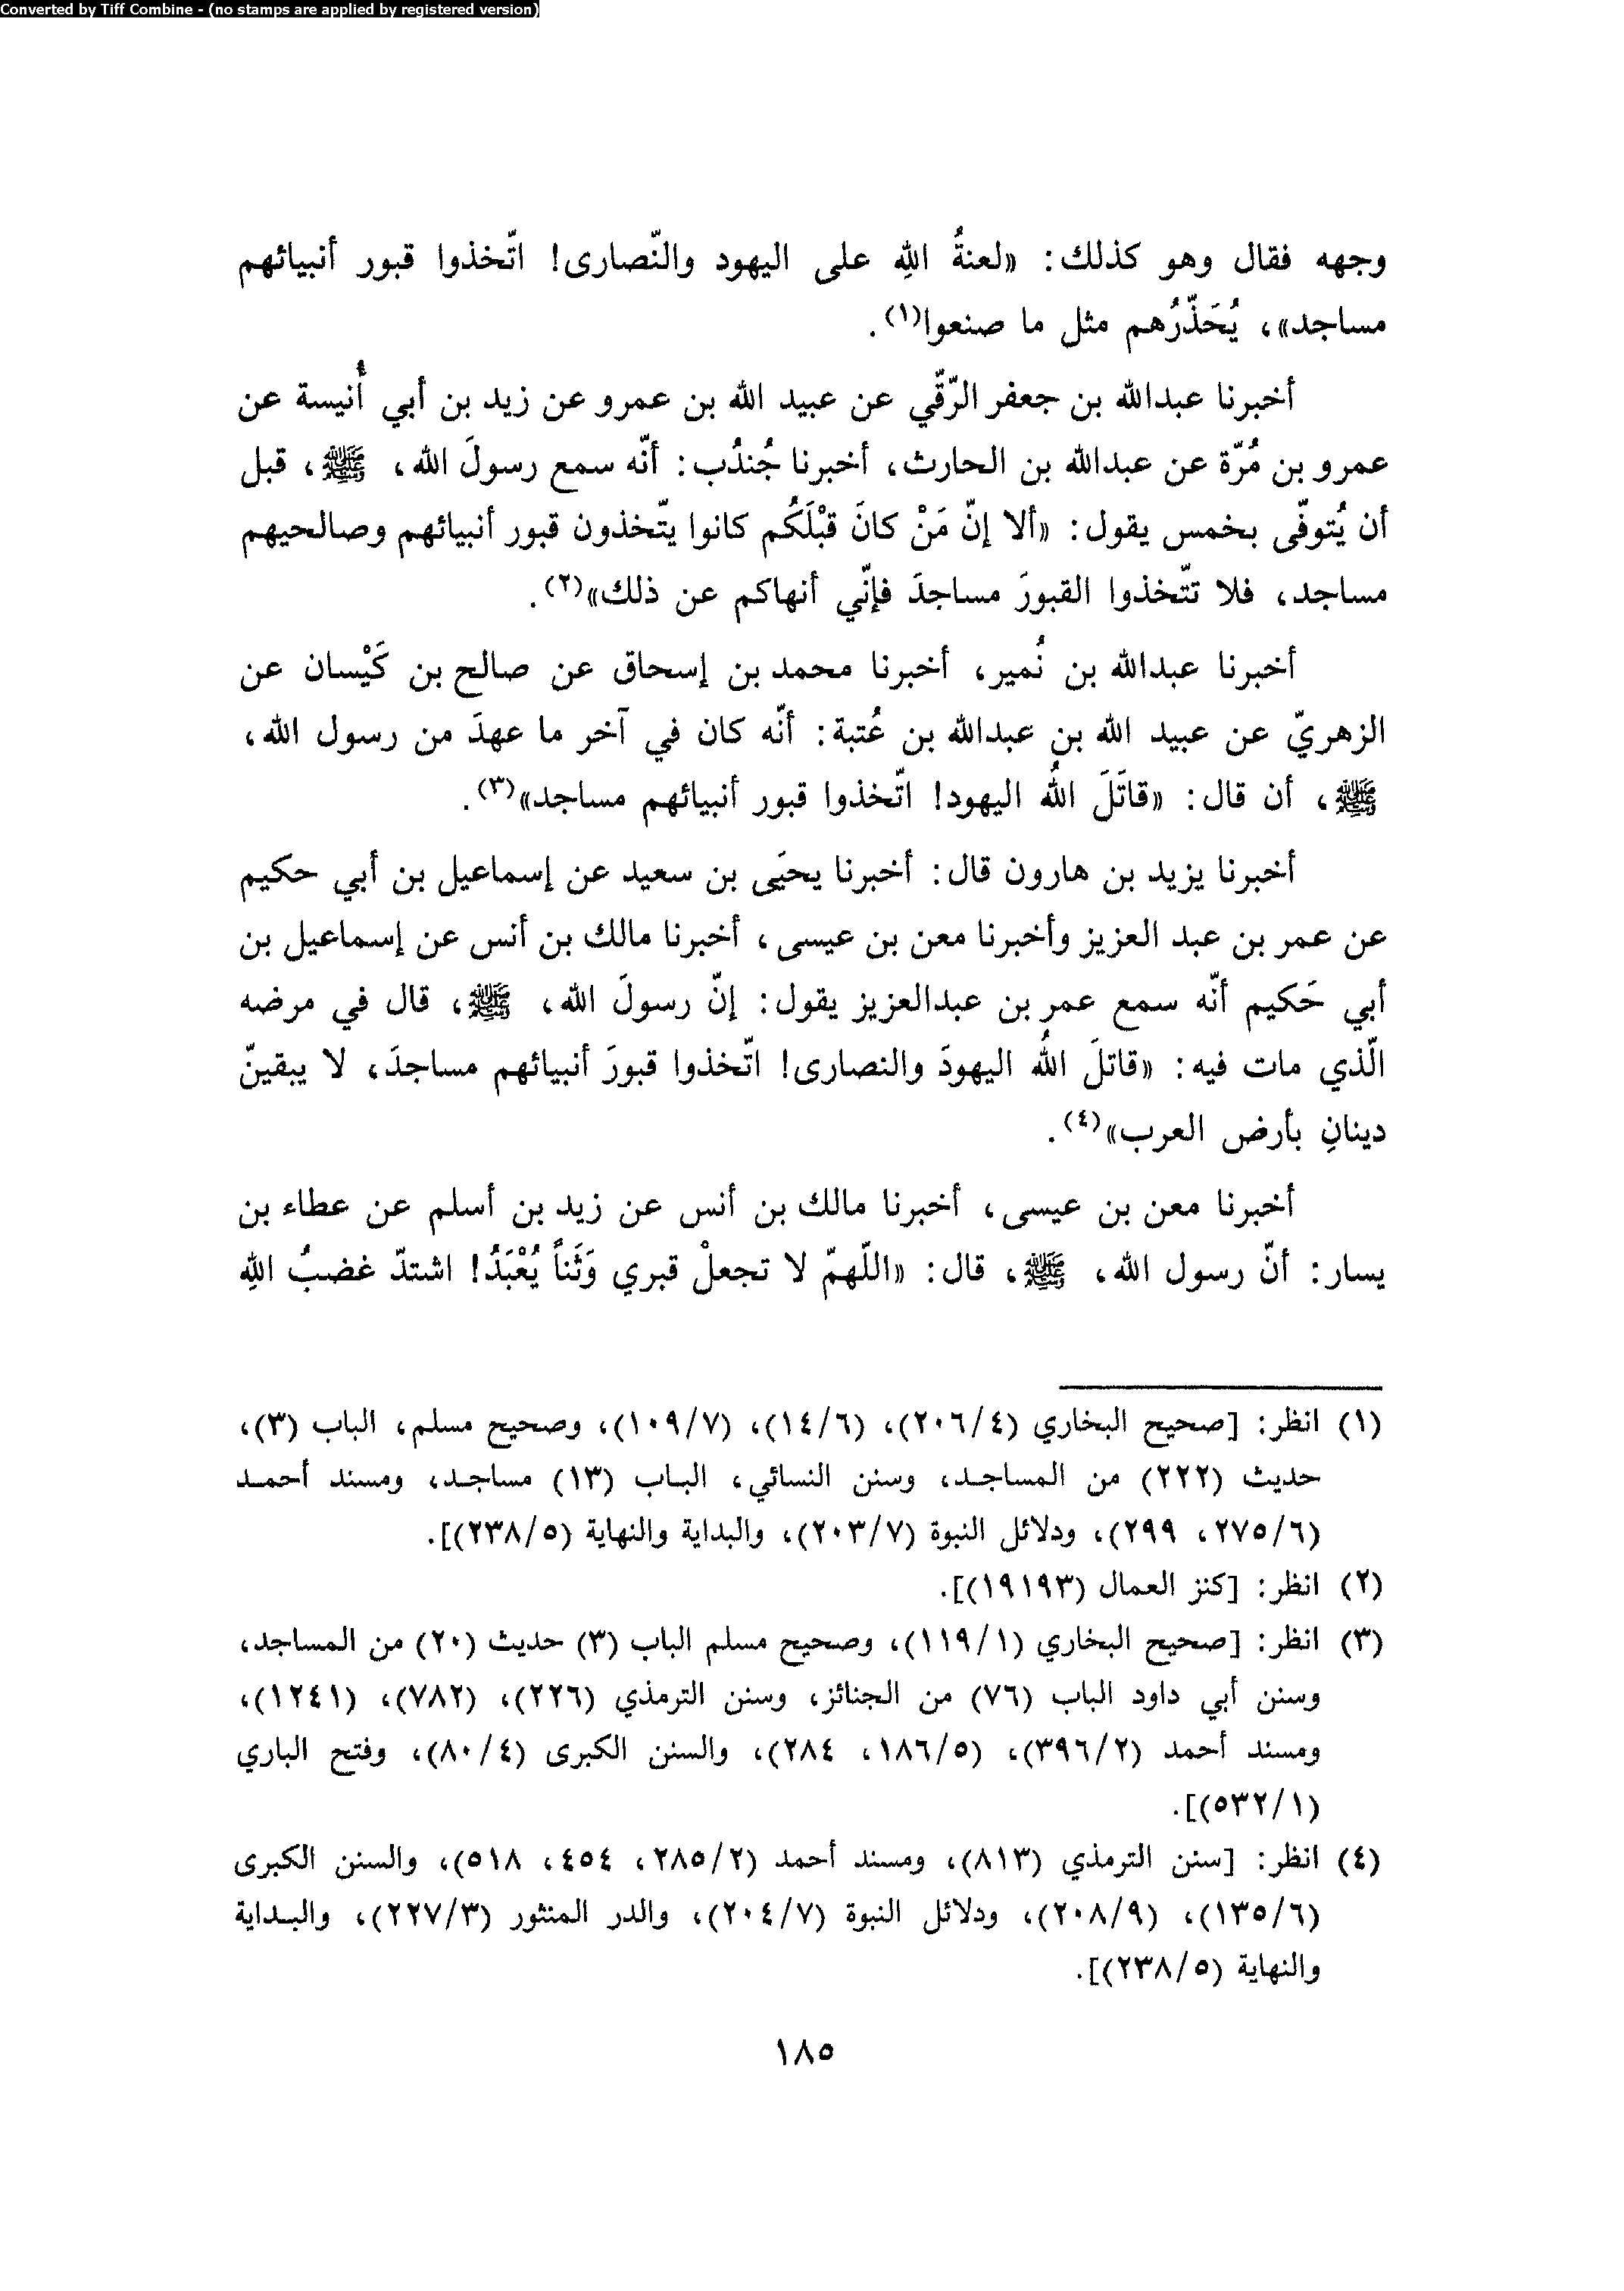 Converted by Tiff Combine - (no stamps are applied by registered version)
وجهه فقال وهو كذلك: «لعنةُ اللهِ على اليهود والنّصارى! اتّخذوا قبور أنبيائهم
مساجد»، يُحَذّرُهم مثل ما صنعوا(١).
أخبرنا عبدالله بن جعفر الرّقّي عن عبيد الله بن عمرو عن زيد بن أبي أُنيسة عن
عمرو بن مُرّة عن عبدالله بن الحارث، أخبرنا جُندُب: أنّه سمع رسولَ الله، ﷺ، قبل
أن يُتوفّى بخمس يقول: «ألا إنّ مَنْ كانَ قبْلَكُم كانوا يتّخذون قبور أنبيائهم وصالحيهم
مساجد، فلا تتّخذوا القبورَ مساجدَ فإنّي أنهاكم عن ذلك»(٢).
أخبرنا عبدالله بن نُمير، أخبرنا محمد بن إسحاق عن صالح بن كَيْسان عن
الزهريّ عن عبيد الله بن عبدالله بن عُتبة: أنّه كان في آخر ما عهدَ من رسول الله،
ﷺ، أن قال: «قاتَلَ اللهُ اليهود! اتّخذوا قبور أنبيائهم مساجد»(٣).
أخبرنا يزيد بن هارون قال: أخبرنا يحيَى بن سعيد عن إسماعيل بن أبي حكيم
عن عمر بن عبد العزيز وأخبرنا معن بن عيسى، أخبرنا مالك بن أنس عن إسماعيل بن
أبي حَكيم أنّه سمع عمر بن عبدالعزيز يقول: إنّ رسولَ الله، ﷺ، قال في مرضه
الّذي مات فيه: «قاتلَ اللهُ اليهودَ والنصارى! اتّخذوا قبورَ أنبيائهم مساجدَ، لا يبقينّ
دينانِ بأرض العرب»(٤).
أخبرنا معن بن عيسى، أخبرنا مالك بن أنس عن زيد بن أسلم عن عطاء بن
يسار: أنّ رسول الله، ﷺ، قال: «اللّهمّ لا تجعلْ قبري وَثَناً يُعْبَدُ! اشتدّ غضبُ اللهِ
(١) انظر: [صحيح البخاري (٢٠٦/٤)، (١٤/٦)، (١٠٩/٧)، وصحيح مسلم، الباب (٣)،
حديث (٢٢٢) من المساجد، وسنن النسائي، الباب (١٣) مساجد، ومسند أحمد
(٢٧٥/٦، ٢٩٩)، ودلائل النبوة (٢٠٣/٧)، والبداية والنهاية (٢٣٨/٥)].
(٢) انظر: [كنز العمال (١٩١٩٣)].
(٣) انظر: [صحيح البخاري (١١٩/١)، وصحيح مسلم الباب (٣) حديث (٢٠) من المساجد،
وسنن أبي داود الباب (٧٦) من الجنائز، وسنن الترمذي (٢٢٦)، (٧٨٢)، (١٢٤١)،
ومسند أحمد (٣٩٦/٢)، (١٨٦/٥، ٢٨٤)، والسنن الكبرى (٨٠/٤)، وفتح الباري
(٥٣٢/١)].
(٤) انظر: [سنن الترمذي (٨١٣)، ومسند أحمد (٢٨٥/٢، ٤٥٤، ٥١٨)، والسنن الكبرى
(١٣٥/٦)، (٢٠٨/٩)، ودلائل النبوة (٢٠٤/٧)، والدر المنثور (٢٢٧/٣)، والبداية
والنهاية (٢٣٨/٥)].
١٨٥